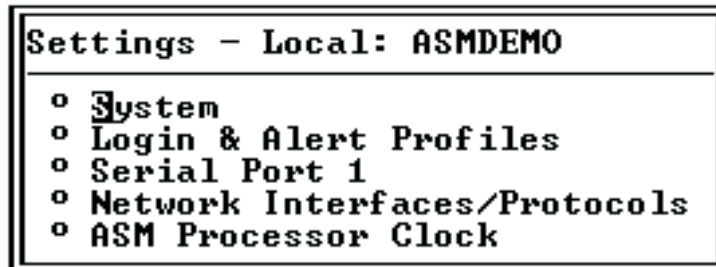 Settings - Local: ASMDEMO
° System
° Login & Alert Profiles
° Serial Port 1
° Network Interfaces/Protocols
° ASM Processor Clock